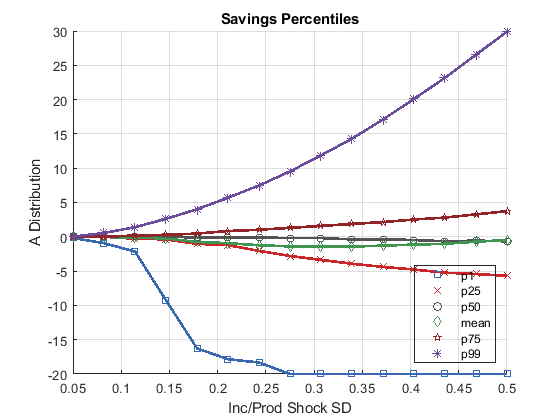 Savings Percentiles
30
25
20
15
10
5
0
-5
-10
-15
-20
A Distribution
p1
p25
p50
mean
p75
p99
0.05 0.1 0.15 0.2 0.25 0.3 0.35 0.4 0.45 0.5
Inc/Prod Shock SD